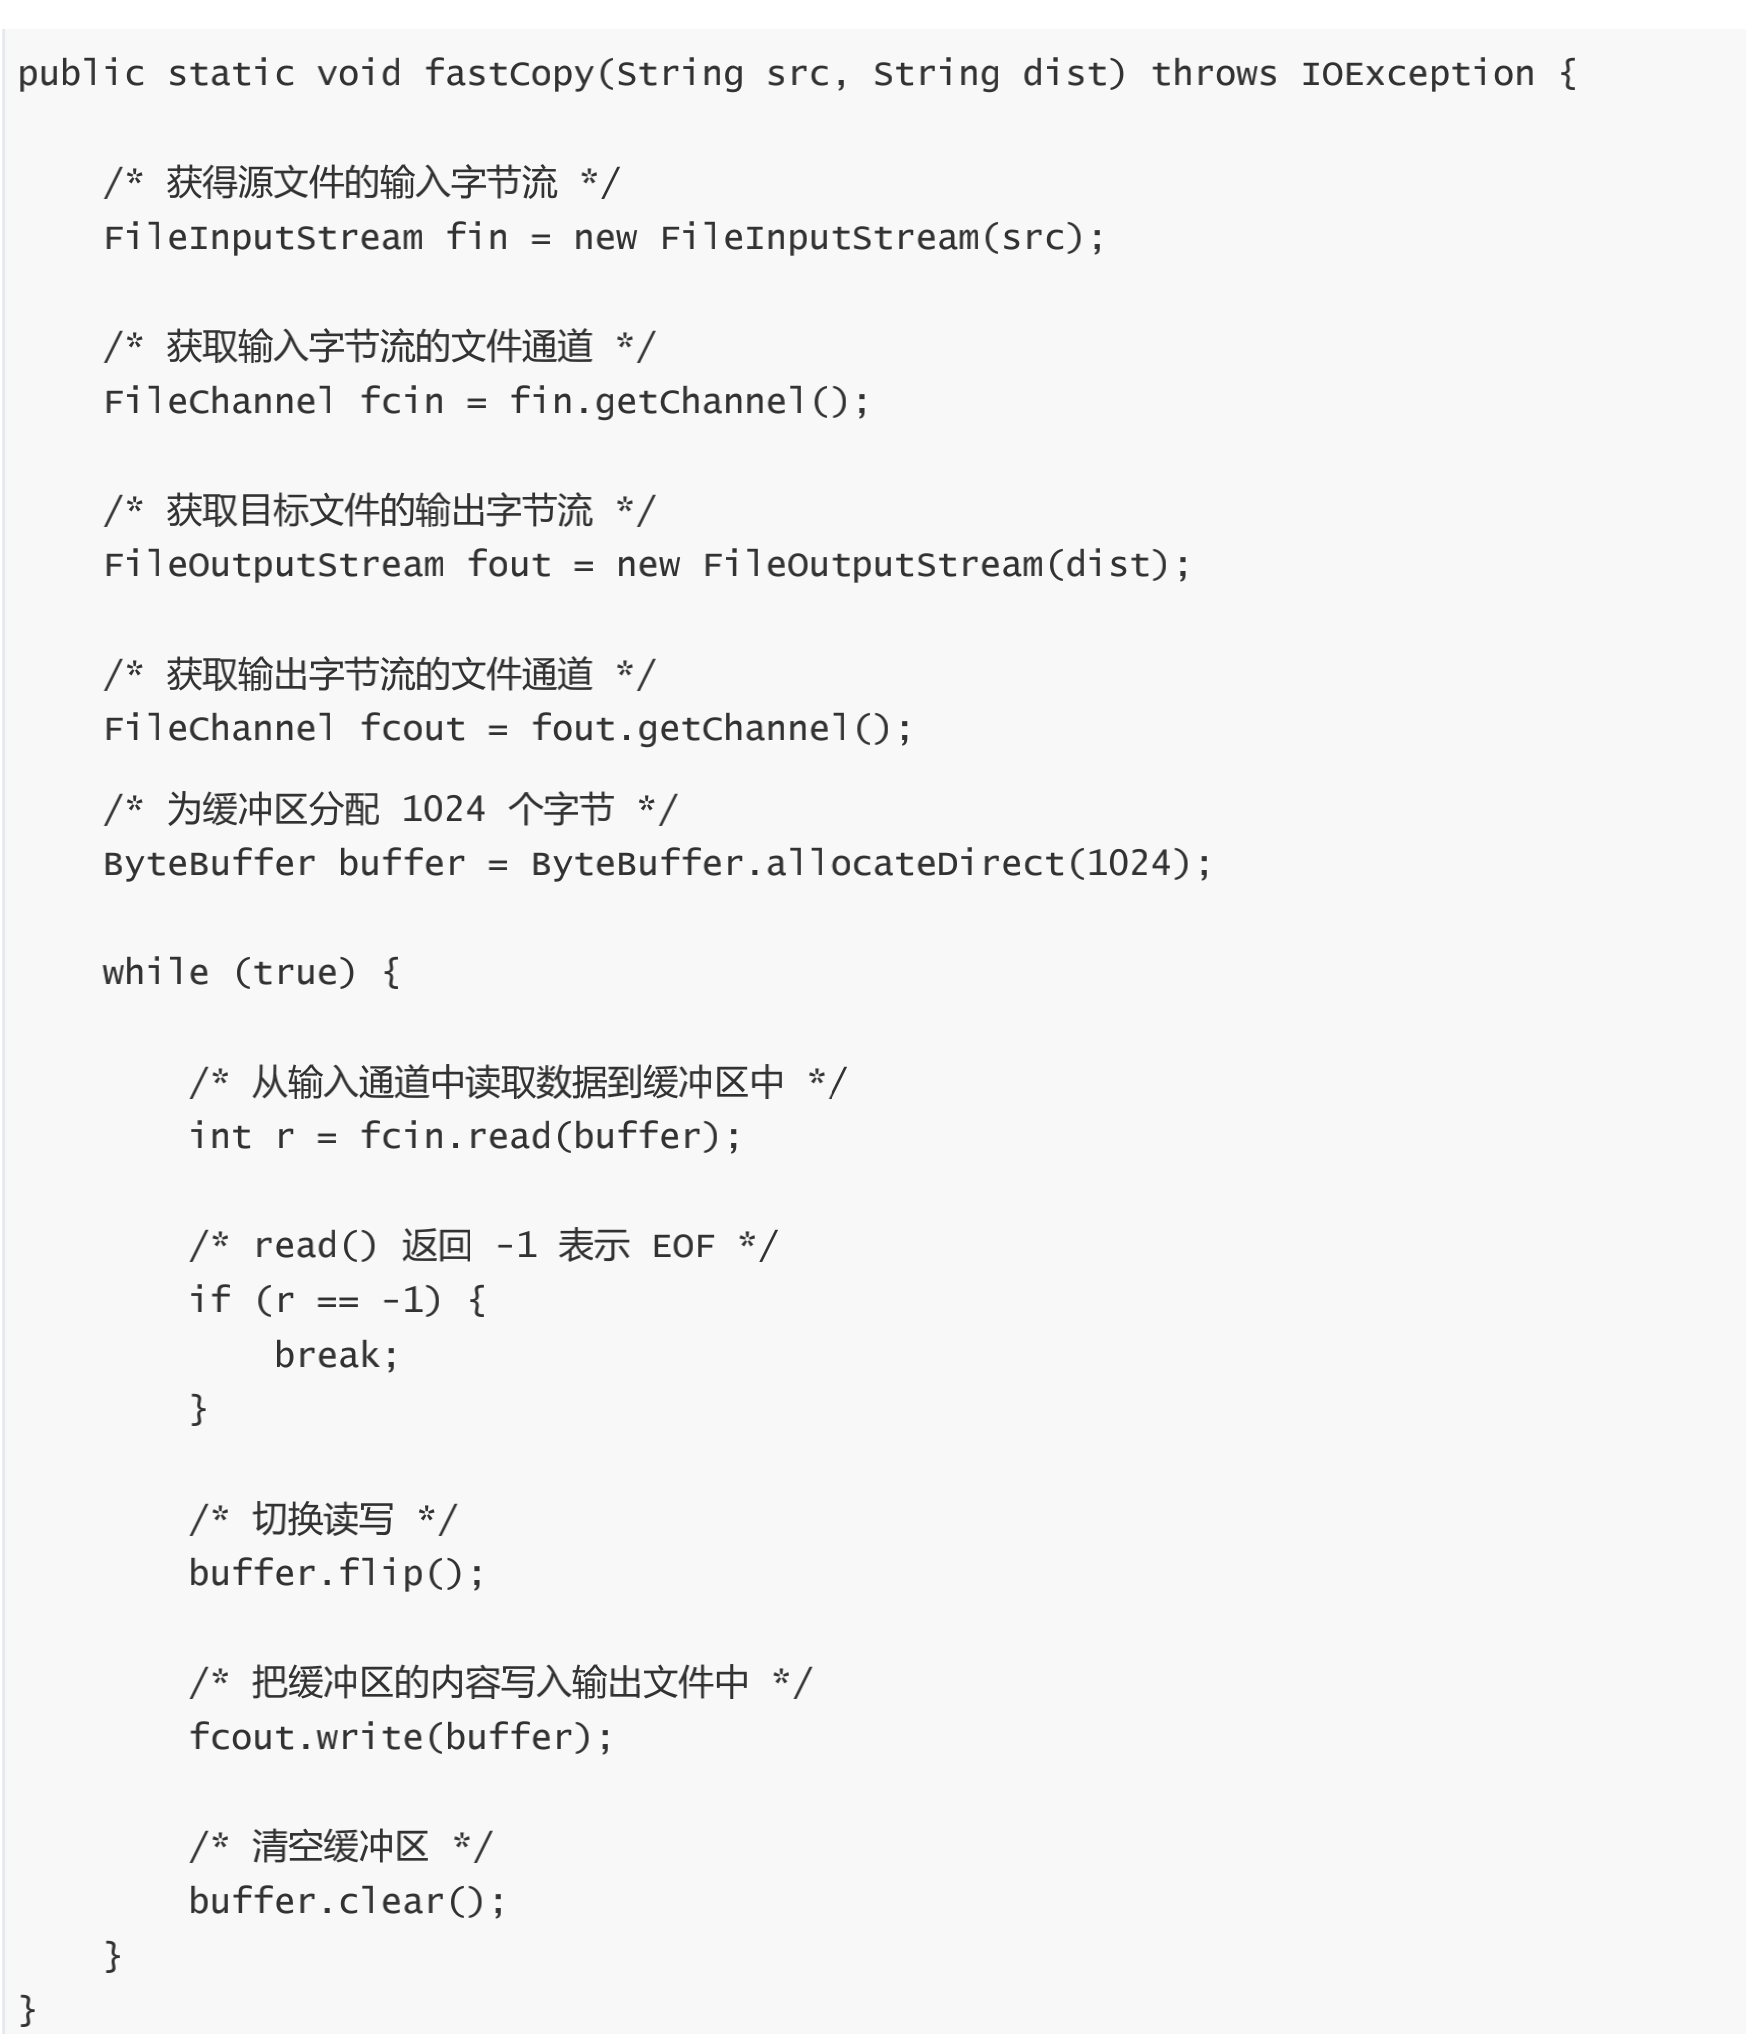 public static void fastCopy(String src, String dist) throws IOException {
/* 获得源文件的输入字节流 */
FileInputStream fin = new FileInputStream(src);
/* 获取输入字节流的文件通道 */
FileChannel fcin = fin.getChannel();
/* 获取目标文件的输出字节流 */
FileOutputStream fout = new FileOutputStream(dist);
/* 获取输出字节流的文件通道 */
FileChannel fcout = fout.getChannel();
/* 为缓冲区分配 1024 个字节 */
ByteBuffer buffer = ByteBuffer.allocateDirect(1024);
while (true) {
/* 从输入通道中读取数据到缓冲区中 */
int r = fcin.read(buffer);
/* read() 返回 -1 表示 EOF */
if (r == -1) {
break;
}
/* 切换读写 */
buffer.flip();
/* 把缓冲区的内容写入输出文件中 */
fcout.write(buffer);
/* 清空缓冲区 */
buffer.clear();
}
}